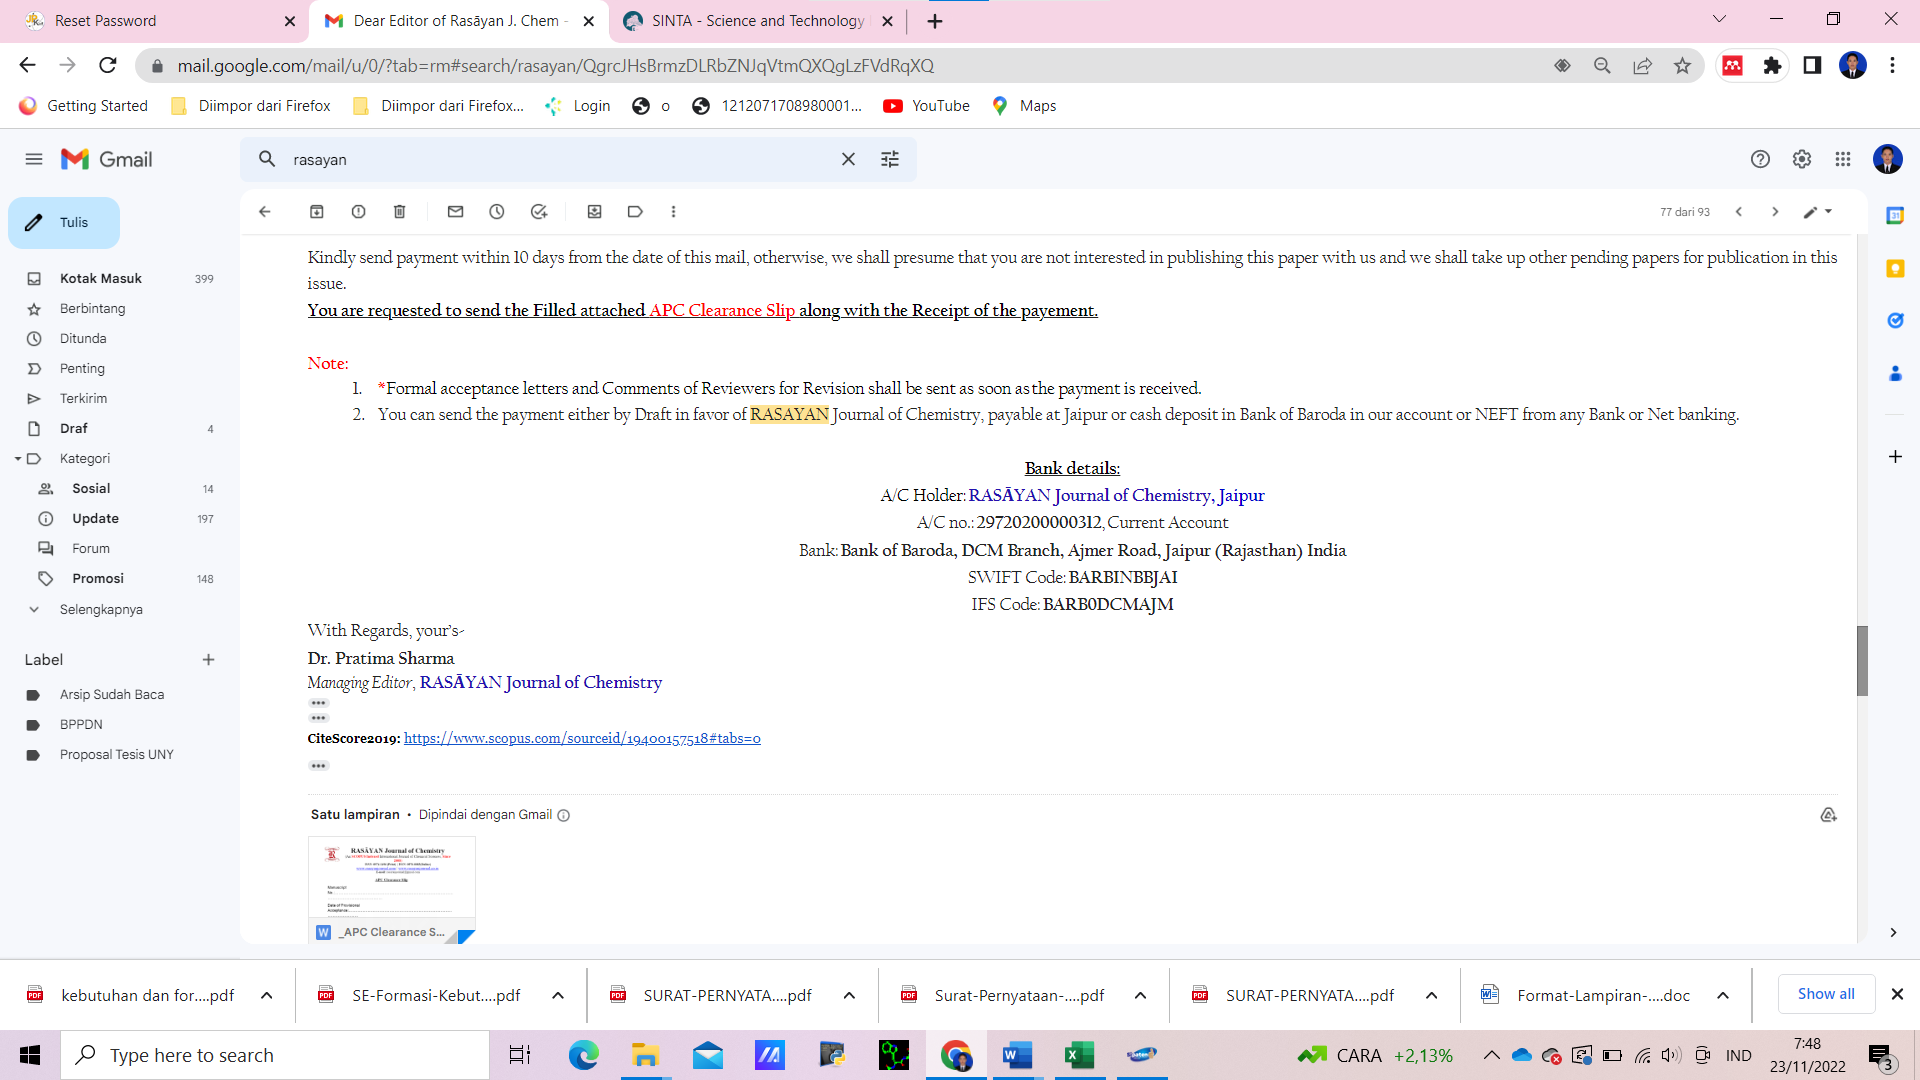 Reset Password
Dear Editor of Rasāyan J. Chem -
SINTA - Science and Technology
mail.google.com/mail/u/0/?tab=rm#search/rasayan/QgrcJHsBrmzDLRbZNJqVtmQXQgLzFVdRqXQ
Getting Started
Diimpor dari Firefox
Diimpor dari Firefox...
Login
o
1212071708980001...
YouTube
Maps
Gmail
rasayan
Tulis
77 dari 93
Kotak Masuk 399
Berbintang
Ditunda
Penting
Terkirim
Draf 4
Kategori
Sosial 14
Update 197
Forum
Promosi 148
Selengkapnya
Label
Arsip Sudah Baca
BPPDN
Proposal Tesis UNY
Kindly send payment within 10 days from the date of this mail, otherwise, we shall presume that you are not interested in publishing this paper with us and we shall take up other pending papers for publication in this
issue.
You are requested to send the Filled attached APC Clearance Slip along with the Receipt of the payement.
Note:
1. *Formal acceptance letters and Comments of Reviewers for Revision shall be sent as soon as the payment is received.
2. You can send the payment either by Draft in favor of RASAYAN Journal of Chemistry, payable at Jaipur or cash deposit in Bank of Baroda in our account or NEFT from any Bank or Net banking.
Bank details:
A/C Holder: RASĀYAN Journal of Chemistry, Jaipur
A/C no.: 29720200000312, Current Account
Bank: Bank of Baroda, DCM Branch, Ajmer Road, Jaipur (Rajasthan) India
SWIFT Code: BARBINBBJAI
IFS Code: BARB0DCMAJM
With Regards, your's-
Dr. Pratima Sharma
Managing Editor, RASĀYAN Journal of Chemistry
CiteScore2019: https://www.scopus.com/sourceid/19400157518#tabs=0
Satu lampiran • Dipindai dengan Gmail
RASĀYAN Journal of Chemistry
APC Clearance Slip
Manuscript
No
Date of Provisional
Acceptance
_APC Clearance S...
kebutuhan dan for....pdf
SE-Formasi-Kebut....pdf
SURAT-PERNYATA....pdf
Surat-Pernyataan-....pdf
SURAT-PERNYATA....pdf
Format-Lampiran-....doc
Show all
Type here to search
CARA +2,13%
IND
7:48
23/11/2022
3